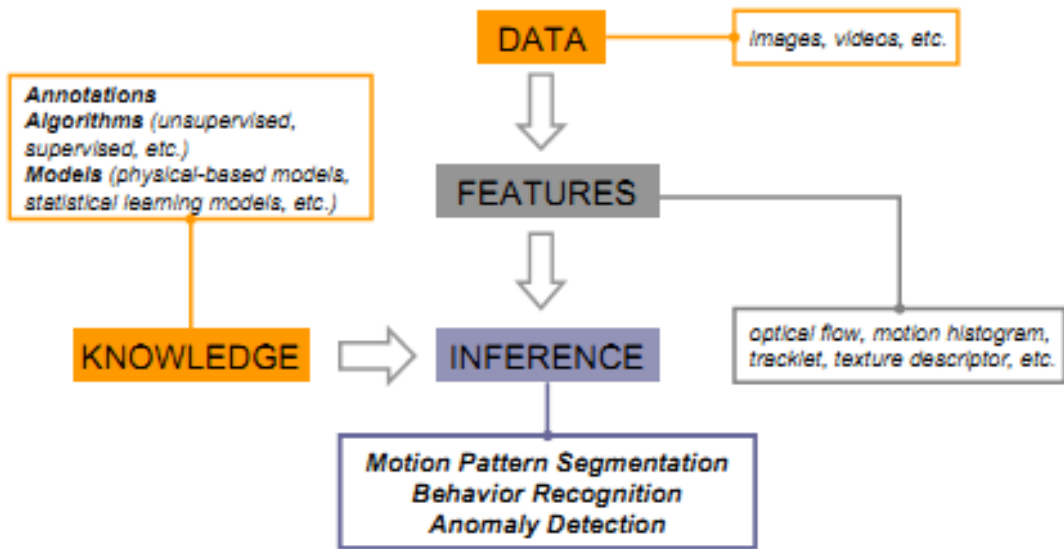 DATA
images, videos, etc.
Annotations
Algorithms (unsupervised,
supervised, etc.)
Models (physical-based models,
statistical learning models, etc.)
FEATURES
optical flow, motion histogram,
tracklet, texture descriptor, etc.
KNOWLEDGE
INFERENCE
Motion Pattern Segmentation
Behavior Recognition
Anomaly Detection